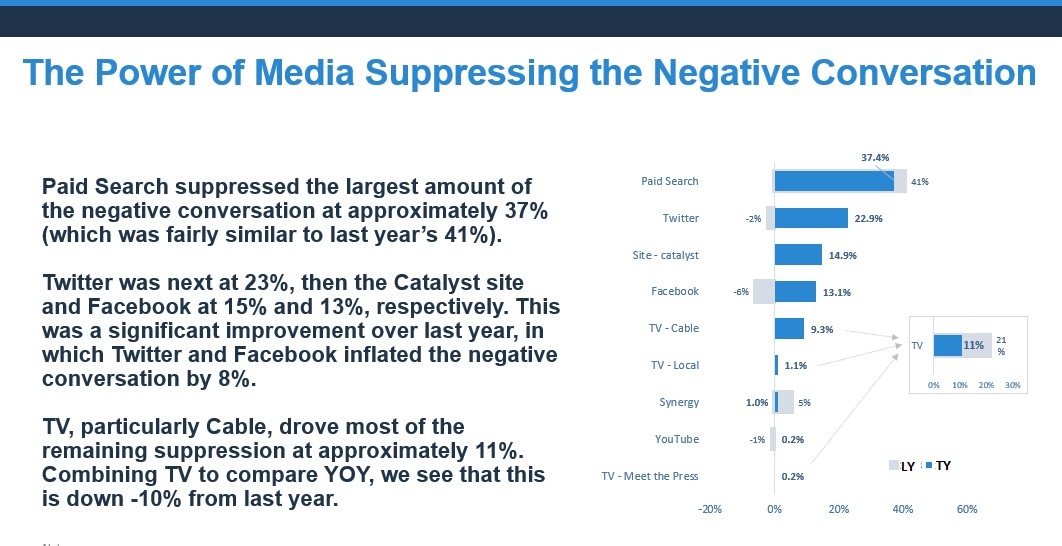 The Power of Media Suppressing the Negative Conversation
Paid Search suppressed the largest amount of
the negative conversation at approximately 37%
(which was fairly similar to last year’s 41%).
Twitter was next at 23%, then the Catalyst site
and Facebook at 15% and 13%, respectively. This
was a significant improvement over last year, in
which Twitter and Facebook inflated the negative
conversation by 8%.
TV, particularly Cable, drove most of the
remaining suppression at approximately 11%.
Combining TV to compare YOY, we see that this
is down -10% from last year.
37.4%
Paid Search 41%
Twitter -2% 22.9%
Site - catalyst 14.9%
Facebook -6% 13.1%
TV - Cable 9.3%
TV - Local 1.1%
Synergy 1.0% 5%
YouTube -1% 0.2%
TV - Meet the Press 0.2%
-20% 0% 20% 40% 60%
TV 11% 21
%
0% 10% 20% 30%
LY TY